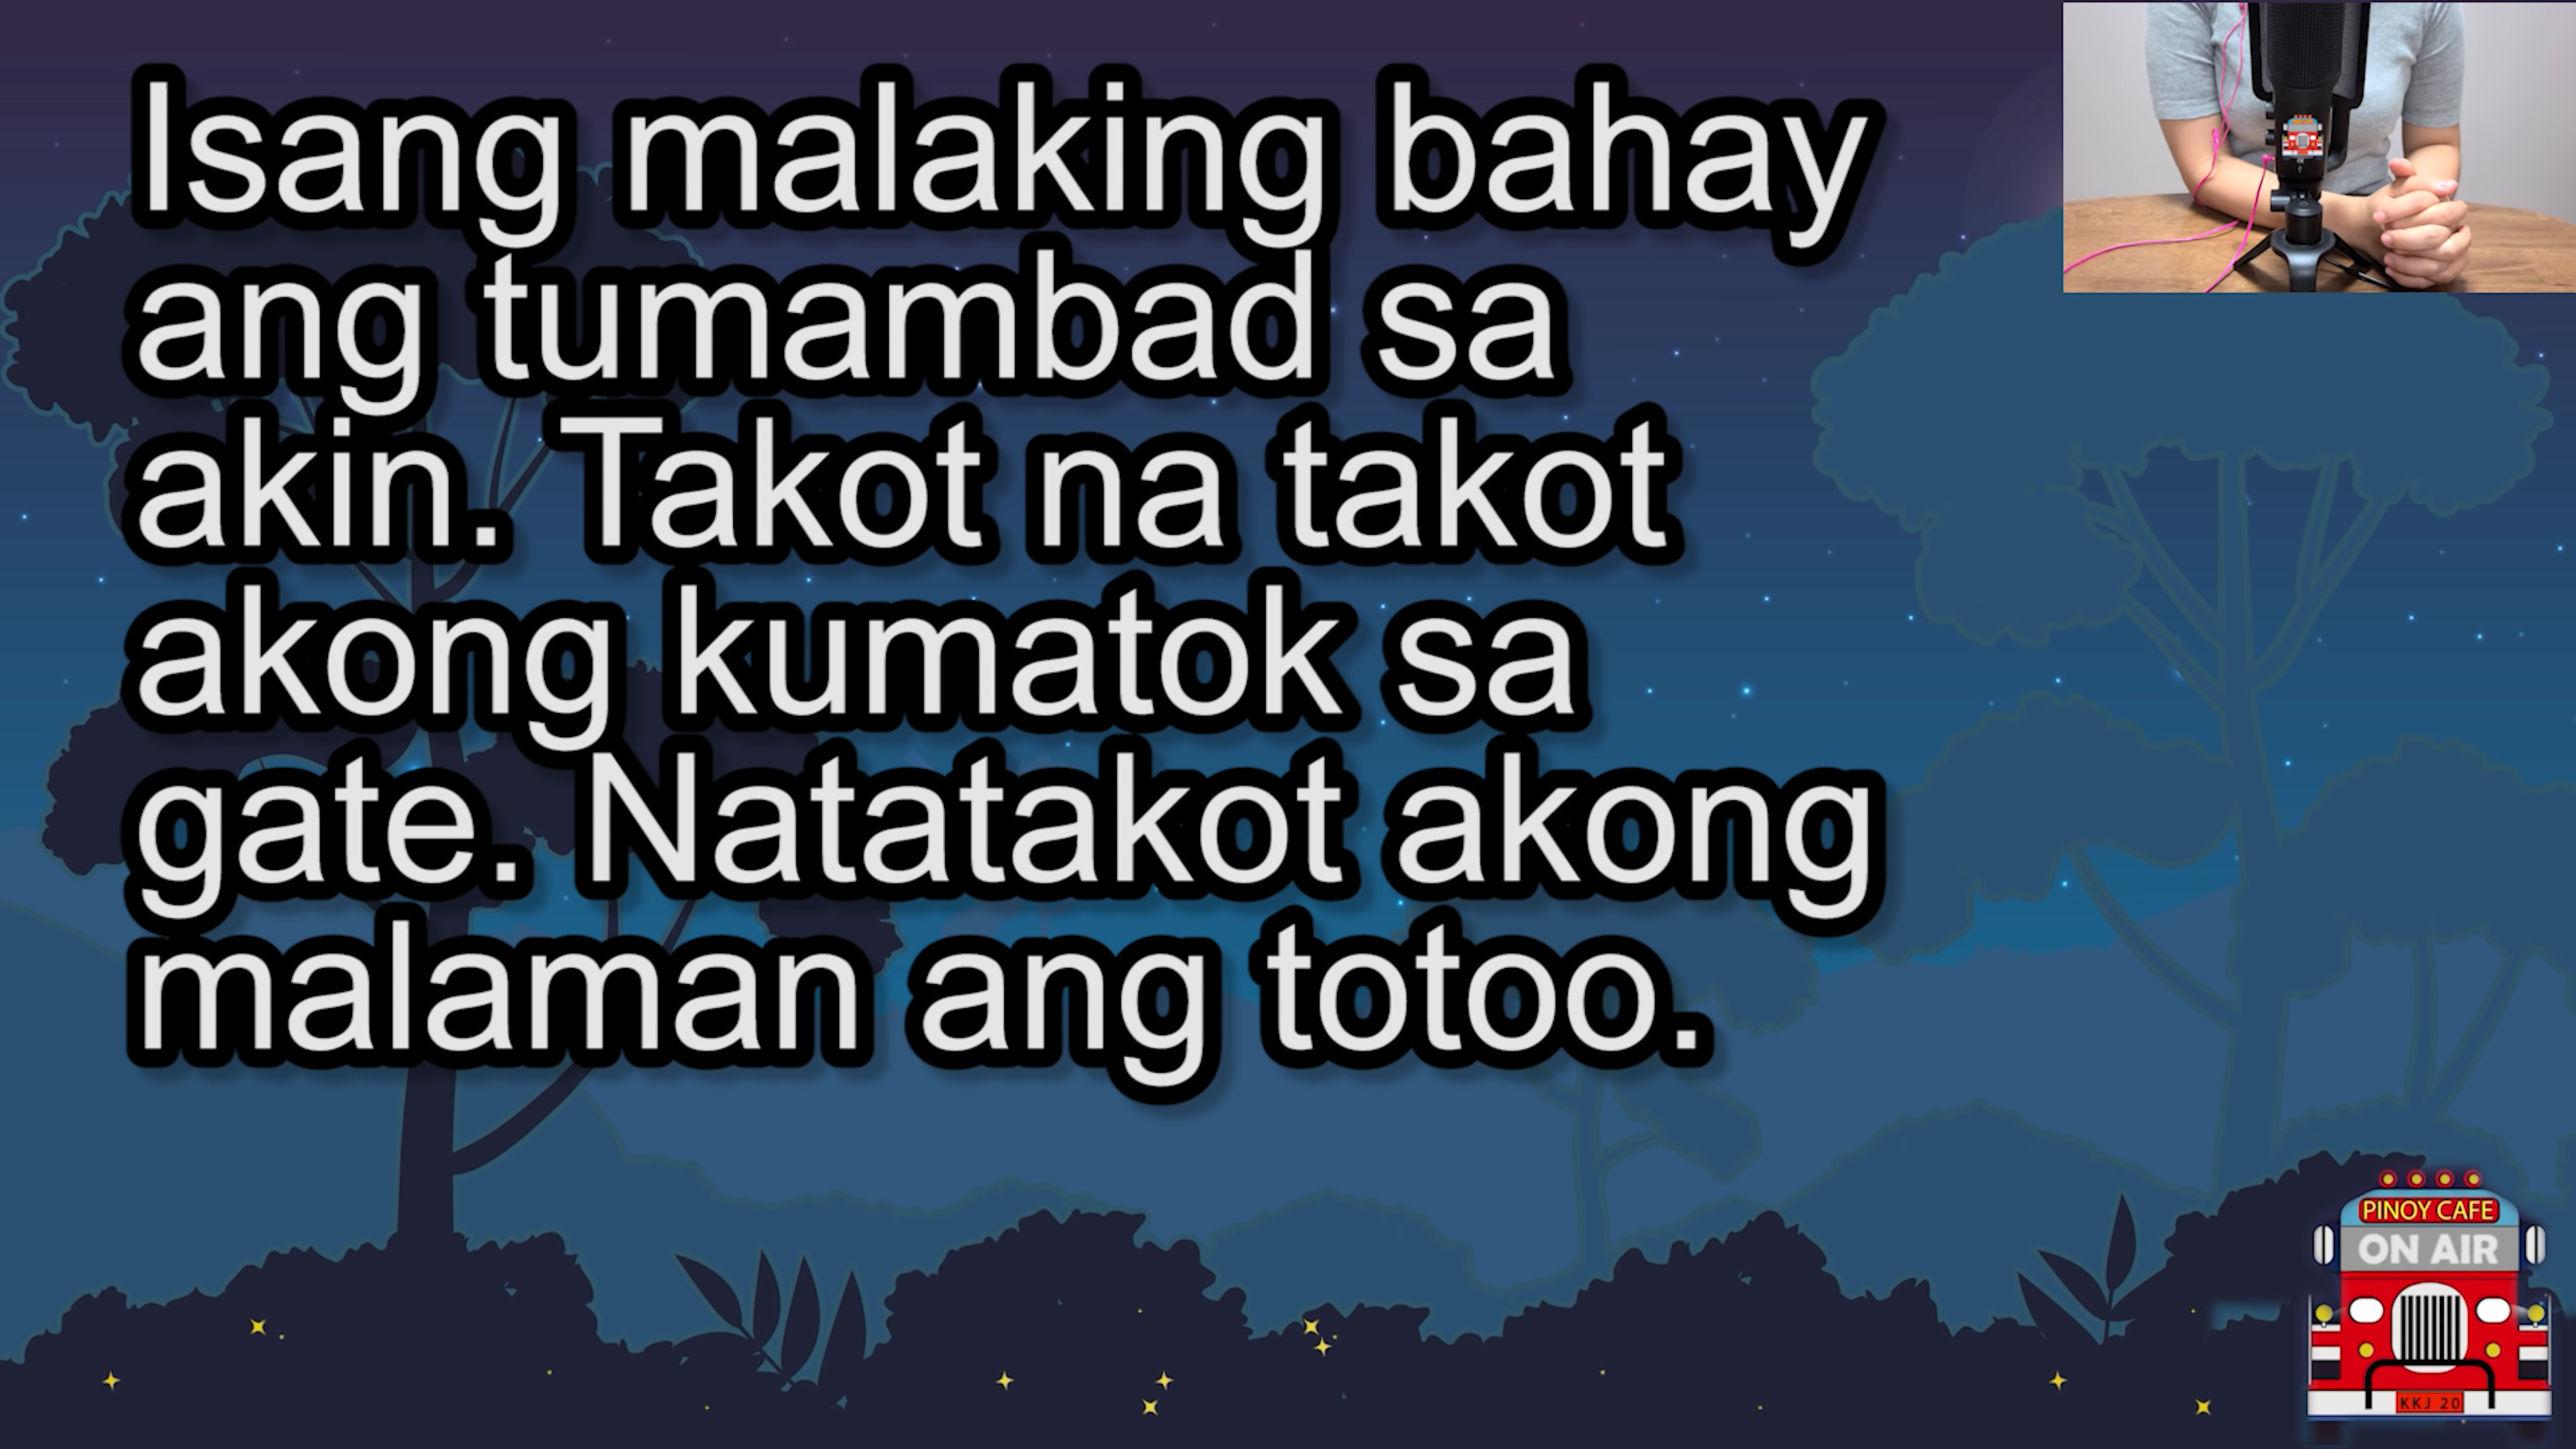 Isang malaking bahay
ang tumambad sa
akin. Takot na takot
akong kumatok sa
gate. Natatakot akong
malaman ang totoo.
PINOY CAFE
ON AIR
KKJ 20